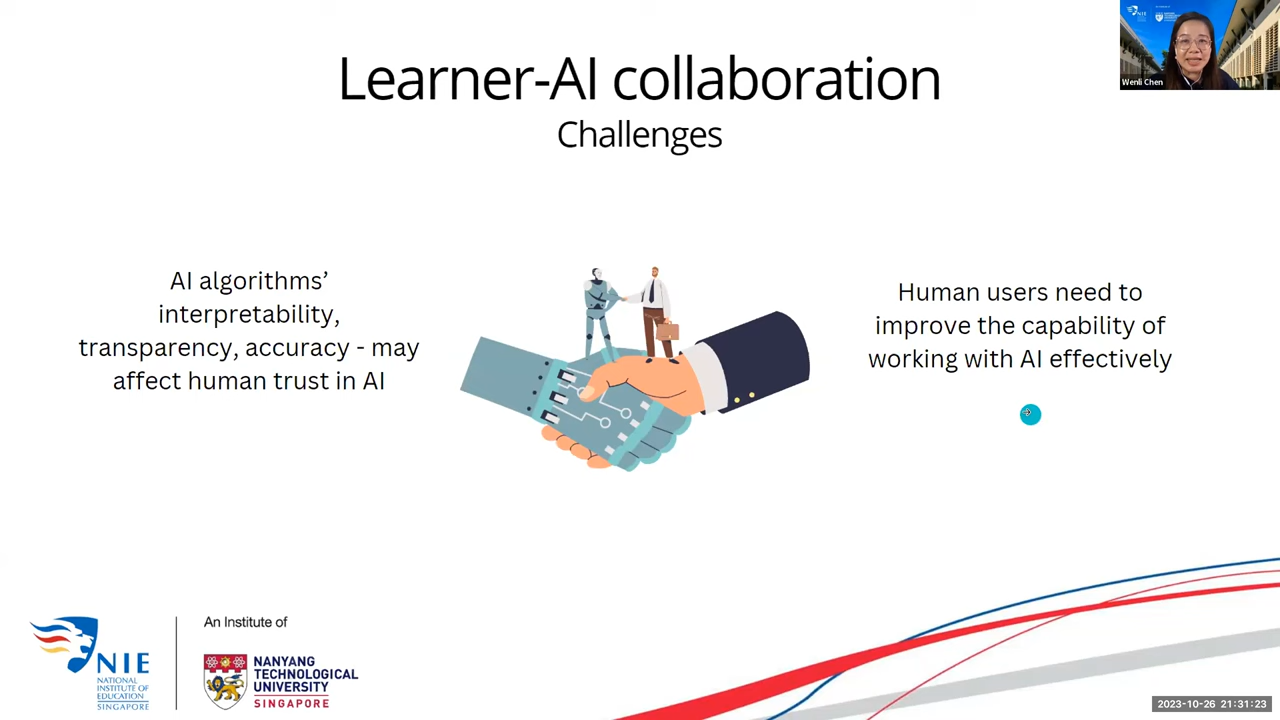 Learner-AI collaboration
Challenges
Wenli Chen
AI algorithms’
interpretability,
transparency, accuracy - may
affect human trust in AI
Human users need to
improve the capability of
working with AI effectively
NIE
NATIONAL
INSTITUTE OF
EDUCATION
SINGAPORE
An Institute of
NANYANG
TECHNOLOGICAL
UNIVERSITY
SINGAPORE
2023-10-26 21:31:23